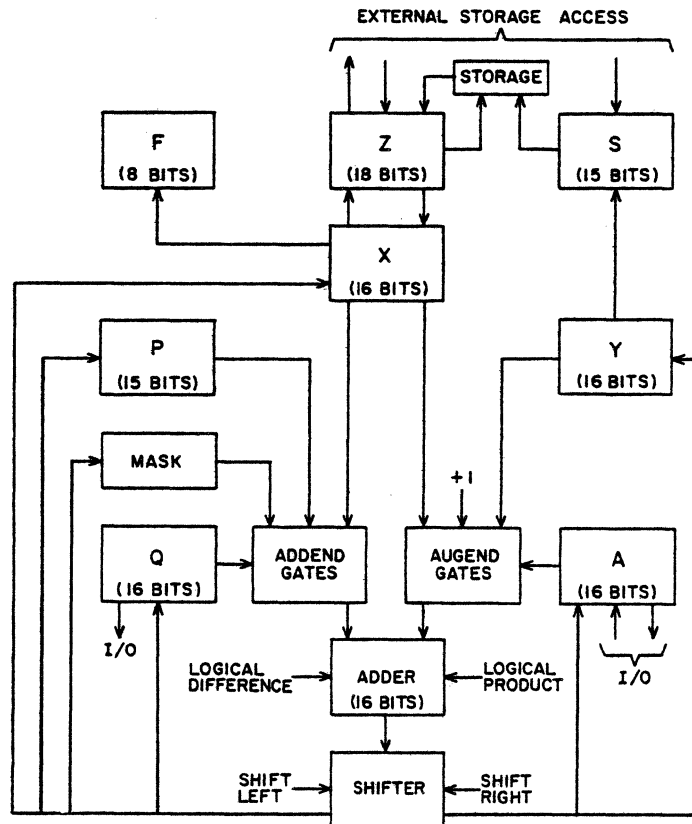 EXTERNAL STORAGE ACCESS
STORAGE
F
(8 BITS)
Z
(18 BITS)
S
(15 BITS)
X
(16 BITS)
P
(15 BITS)
Y
(16 BITS)
MASK
+1
Q
(16 BITS)
ADDEND
GATES
AUGEND
GATES
A
(16 BITS)
I/O
I/O
LOGICAL
DIFFERENCE
ADDER
(16 BITS)
LOGICAL
PRODUCT
SHIFT
LEFT
SHIFTER
SHIFT
RIGHT